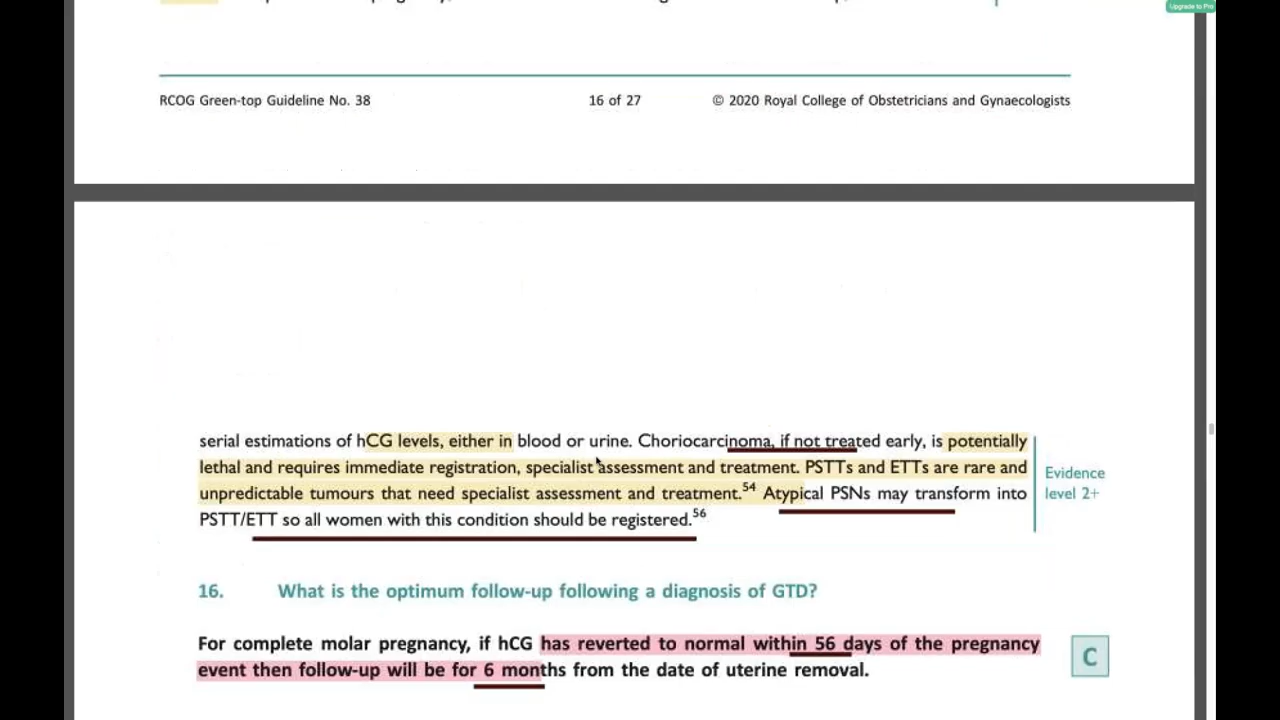 Upgrade to Pro
RCOG Green-top Guideline No. 38 16 of 27 © 2020 Royal College of Obstetricians and Gynaecologists
serial estimations of hCG levels, either in blood or urine. Choriocarcinoma, if not treated early, is potentially
lethal and requires immediate registration, specialist assessment and treatment. PSTTs and ETTs are rare and
unpredictable tumours that need specialist assessment and treatment.54 Atypical PSNs may transform into
PSTT/ETT so all women with this condition should be registered.56
Evidence
level 2+
16. What is the optimum follow-up following a diagnosis of GTD?
For complete molar pregnancy, if hCG has reverted to normal within 56 days of the pregnancy
event then follow-up will be for 6 months from the date of uterine removal.
C